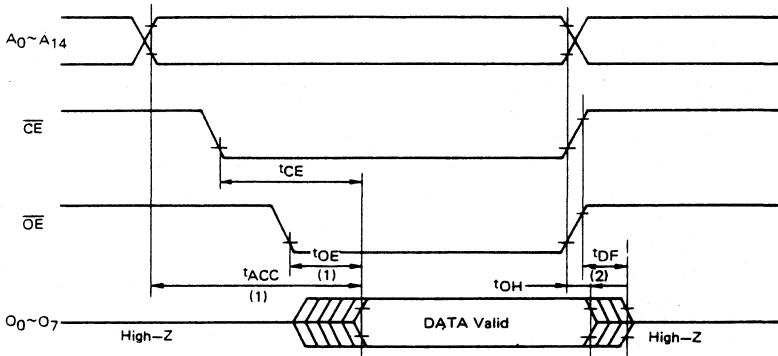 A0~A14
CE
tCE
OE
tOE
(1)
tACC
(1)
tDF
(2)
tOH
O0~O7
High-Z
DATA Valid
High-Z